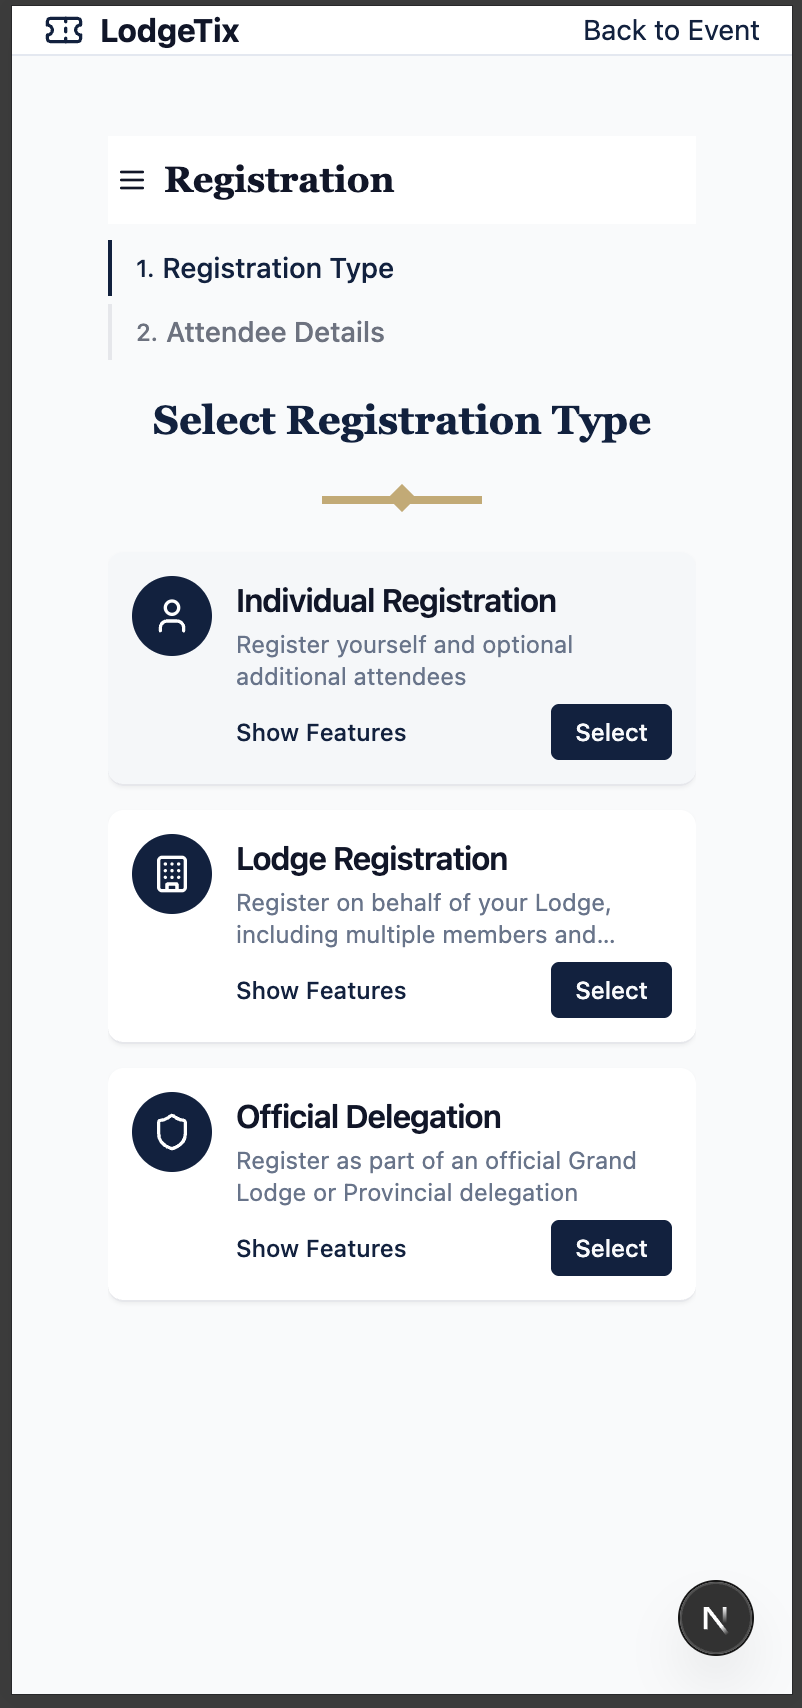 LodgeTix
Back to Event
Registration
1. Registration Type
2. Attendee Details
Select Registration Type
Individual Registration
Register yourself and optional
additional attendees
Show Features
Select
Lodge Registration
Register on behalf of your Lodge,
including multiple members and...
Show Features
Select
Official Delegation
Register as part of an official Grand
Lodge or Provincial delegation
Show Features
Select
N